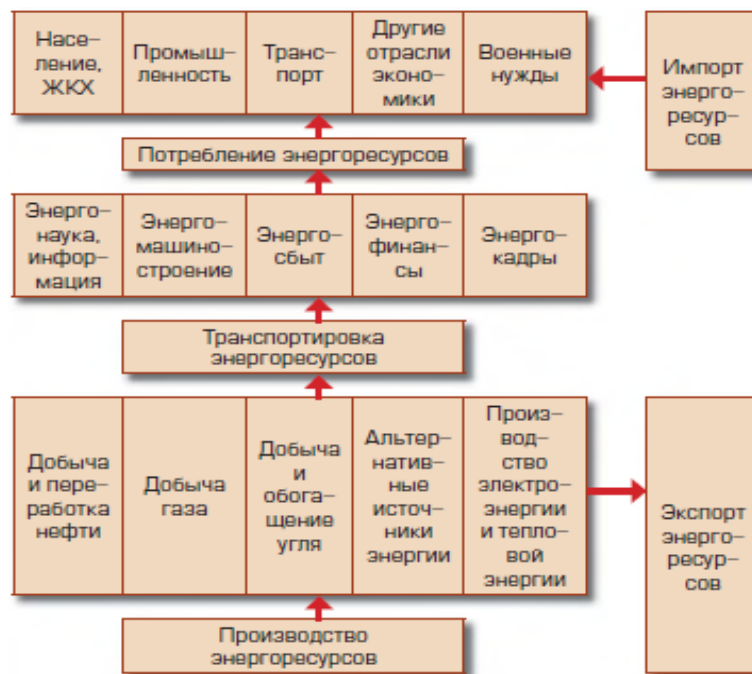 Насе-
ление,
ЖКХ
Промыш-
ленность
Транс-
порт
Другие
отрасли
эконо-
мики
Военные
нужды
Импорт
энерго-
ресур-
сов
Потребление энергоресурсов
Энерго-
наука,
инфор-
мация
Энерго-
машино-
строение
Энерго-
сбыт
Энерго-
финан-
сы
Энерго-
кадры
Транспортировка
энергоресурсов
Добыча
и пере-
работка
нефти
Добыча
газа
Добыча
и
обога-
щение
угля
Альтер-
нативные
источ-
ники
энергии
Произ-
вод-
ство
электро-
энергии
и тепло-
вой
энергии
Экспорт
энерго-
ресур-
сов
Производство
энергоресурсов